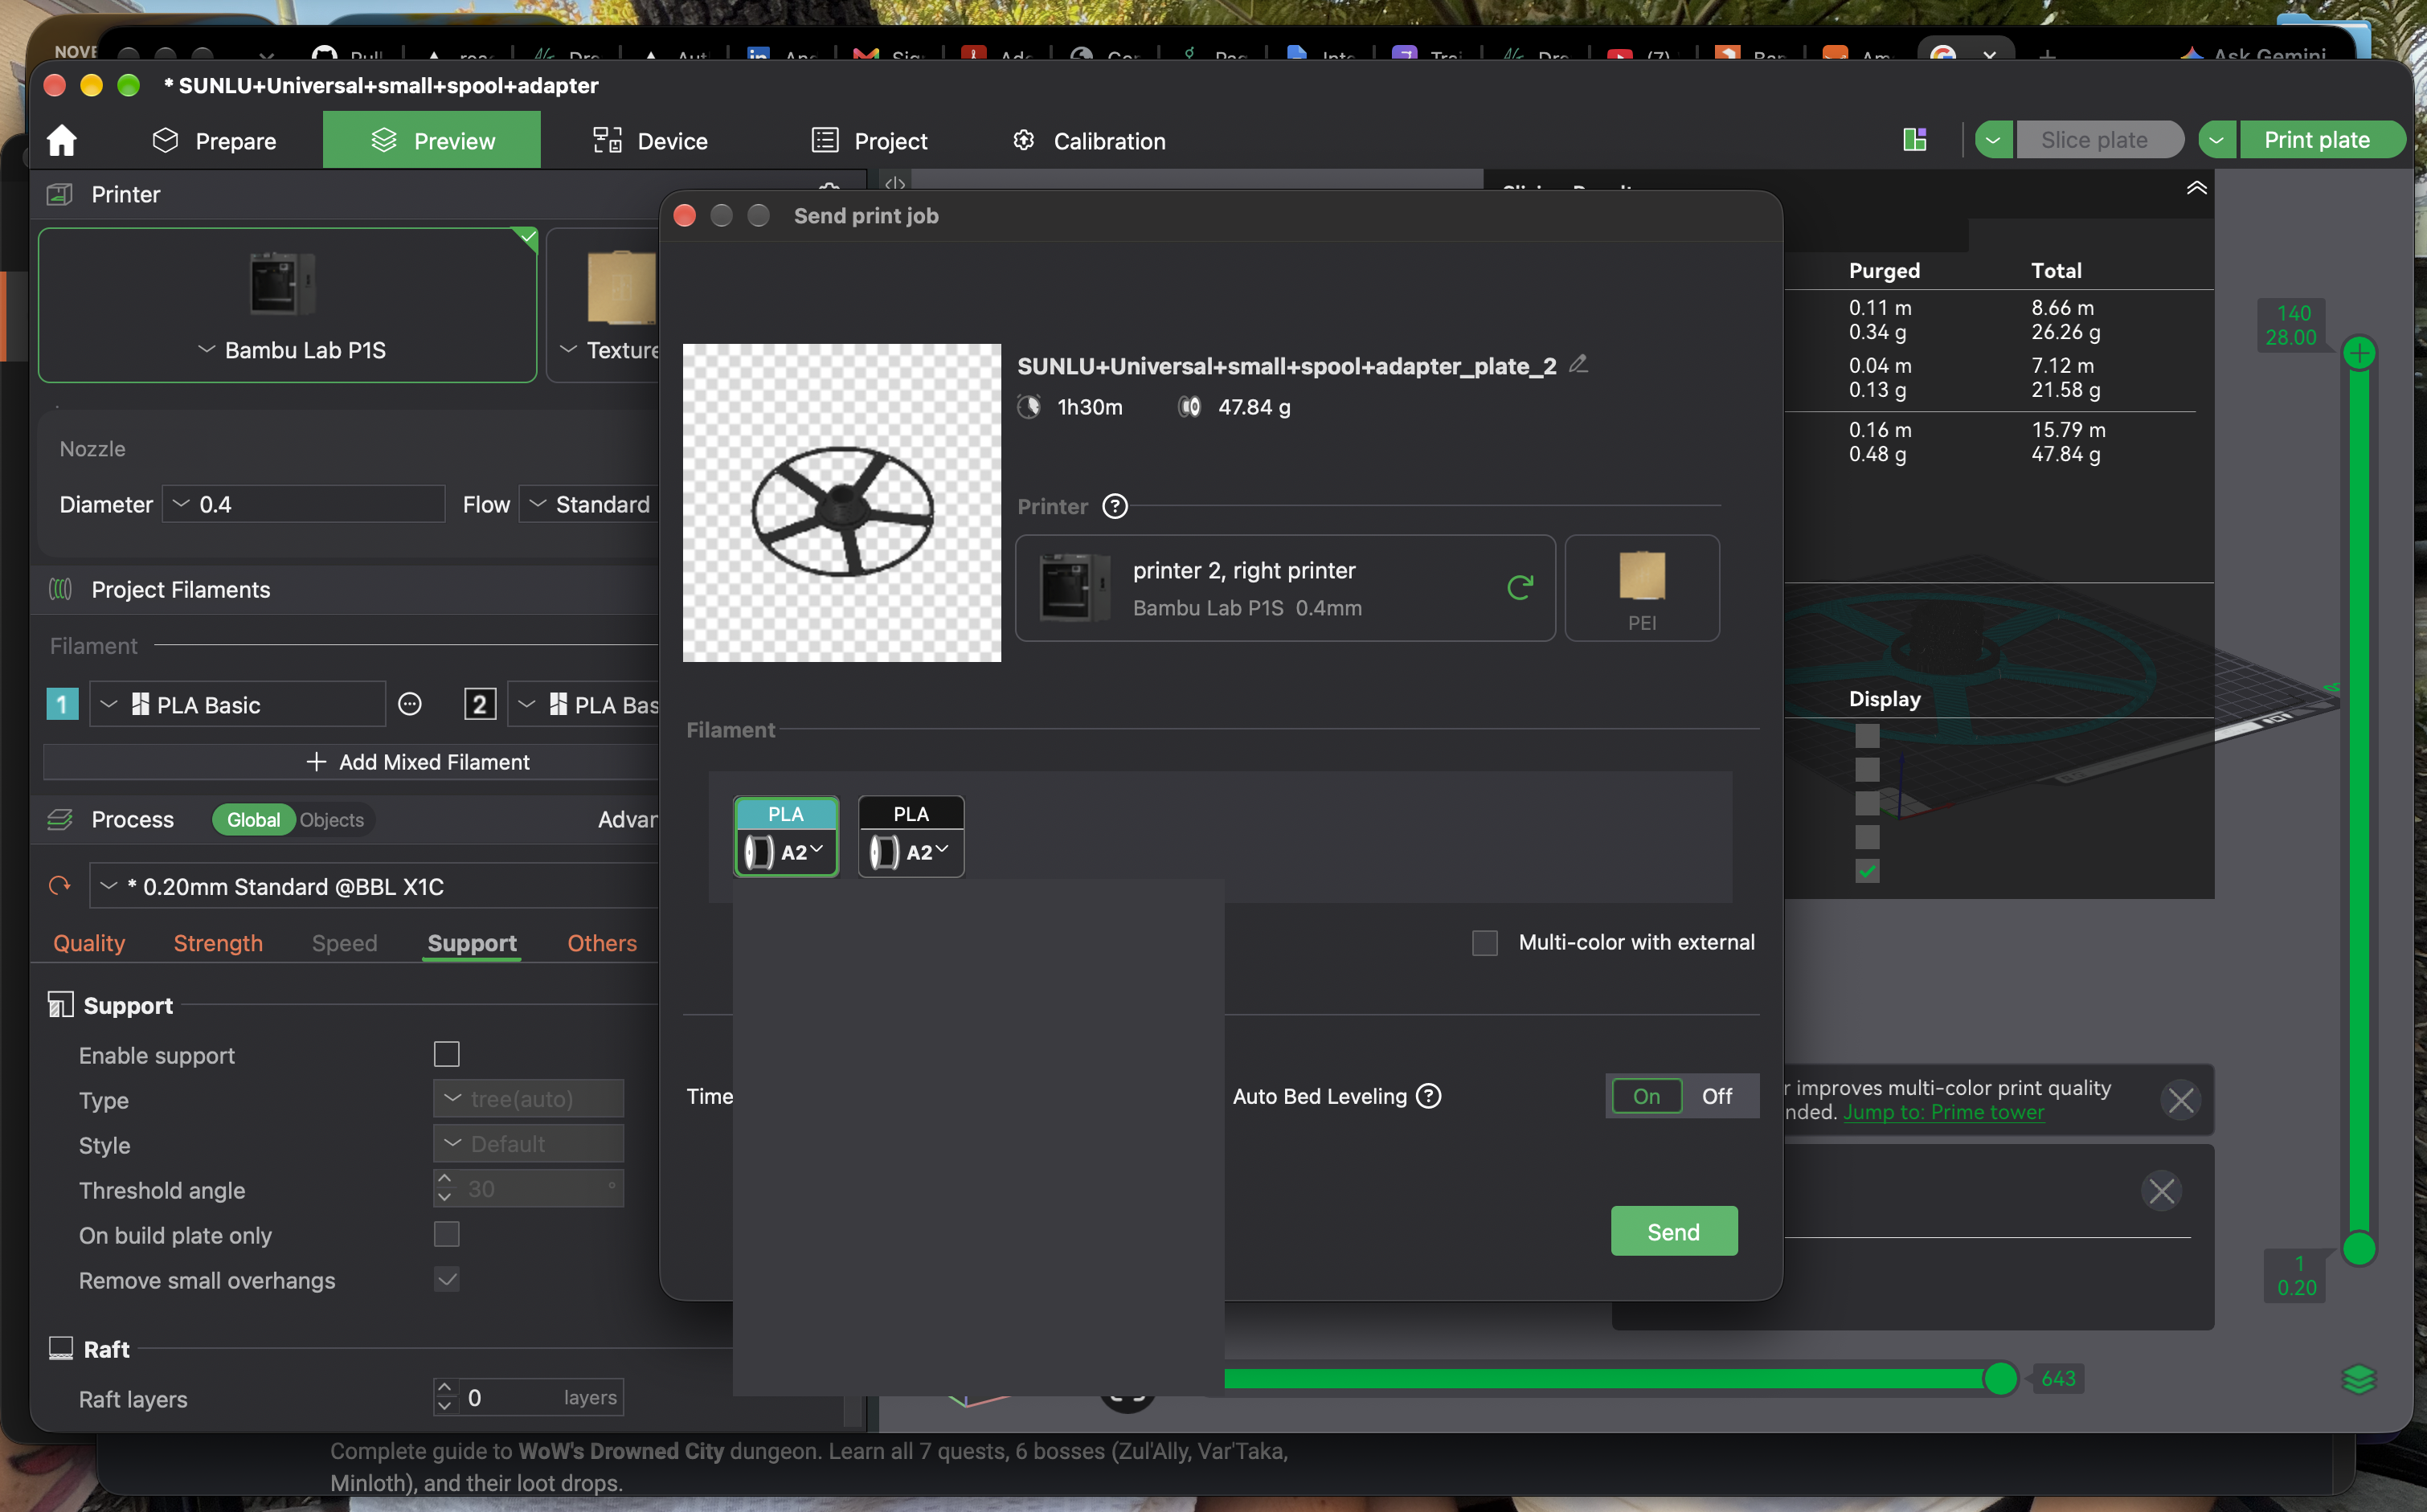 NOVE
Ask Gemini
* SUNLU+Universal+small+spool+adapter
Prepare
Preview
Device
Project
Calibration
Slice plate
Print plate
Printer
Bambu Lab P1S
Texture
Nozzle
Diameter
0.4
Flow
Standard
Project Filaments
Filament
1
PLA Basic
2
PLA Bas
+ Add Mixed Filament
Process
Global
Objects
Advan
* 0.20mm Standard @BBL X1C
Quality
Strength
Speed
Support
Others
Support
Enable support
Type
tree(auto)
Style
Default
Threshold angle
30 °
On build plate only
Remove small overhangs
Raft
Raft layers
0 layers
Send print job
SUNLU+Universal+small+spool+adapter_plate_2
1h30m
47.84 g
Printer
printer 2, right printer
Bambu Lab P1S 0.4mm
PEI
Filament
PLA
A2
PLA
A2
Multi-color with external
Time
Auto Bed Leveling
On
Off
Send
Purged
Total
0.11 m
8.66 m
0.34 g
26.26 g
0.04 m
7.12 m
0.13 g
21.58 g
0.16 m
15.79 m
0.48 g
47.84 g
Display
140
28.00
r improves multi-color print quality
nded. Jump to: Prime tower
1
0.20
643
Complete guide to WoW's Drowned City dungeon. Learn all 7 quests, 6 bosses (Zul'Ally, Var'Taka,
Minloth), and their loot drops.